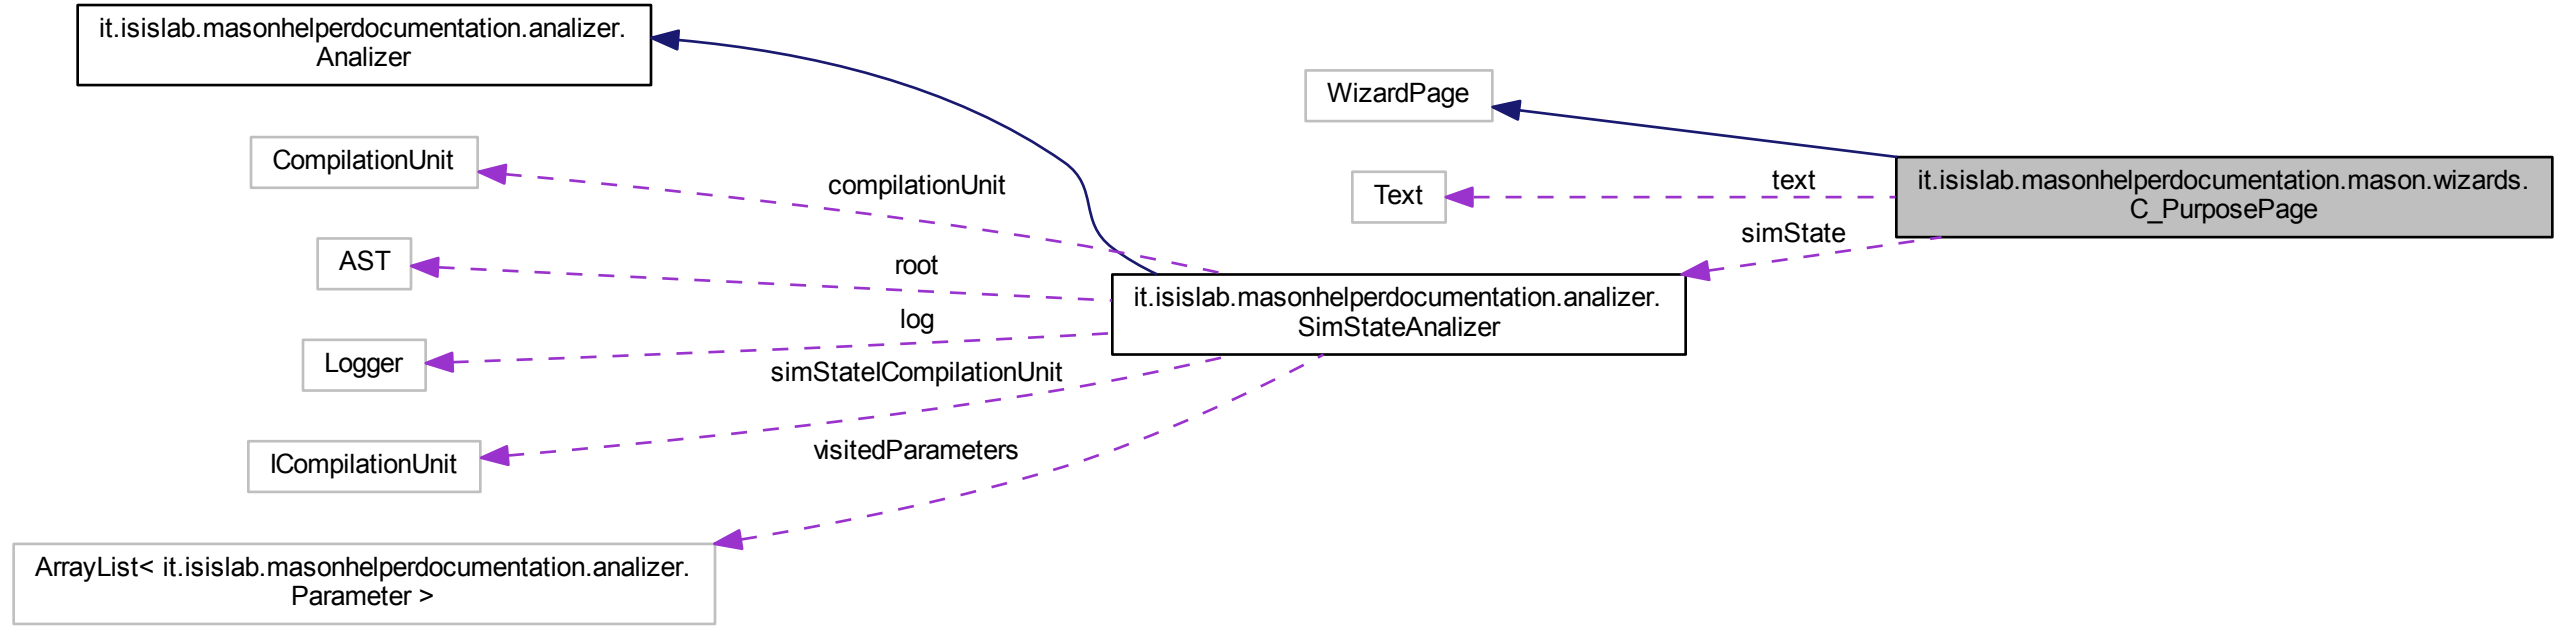 it.isislab.masonhelperdocumentation.analizer.
Analizer
WizardPage
CompilationUnit
compilationUnit
text
it.isislab.masonhelperdocumentation.mason.wizards.
C_PurposePage
Text
simState
AST
root
it.isislab.masonhelperdocumentation.analizer.
SimStateAnalizer
log
Logger
simStateICompilationUnit
ICompilationUnit
visitedParameters
ArrayList< it.isislab.masonhelperdocumentation.analizer.
Parameter >